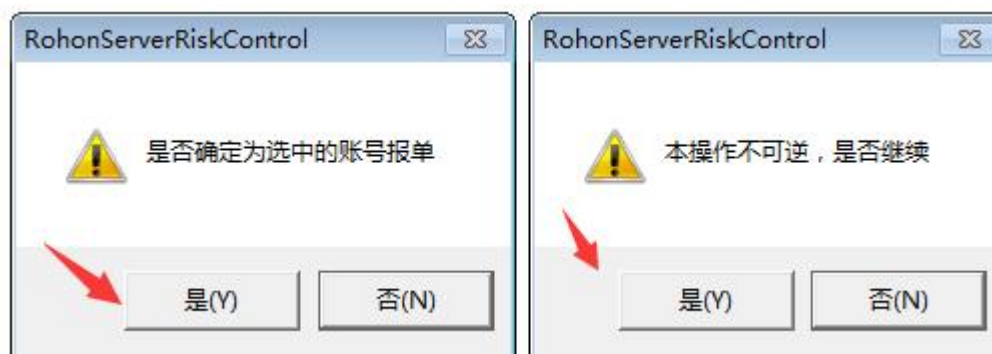 RohonServerRiskControl
是否确定为选中的账号报单
是(Y)
否(N)
RohonServerRiskControl
本操作不可逆，是否继续
是(Y)
否(N)